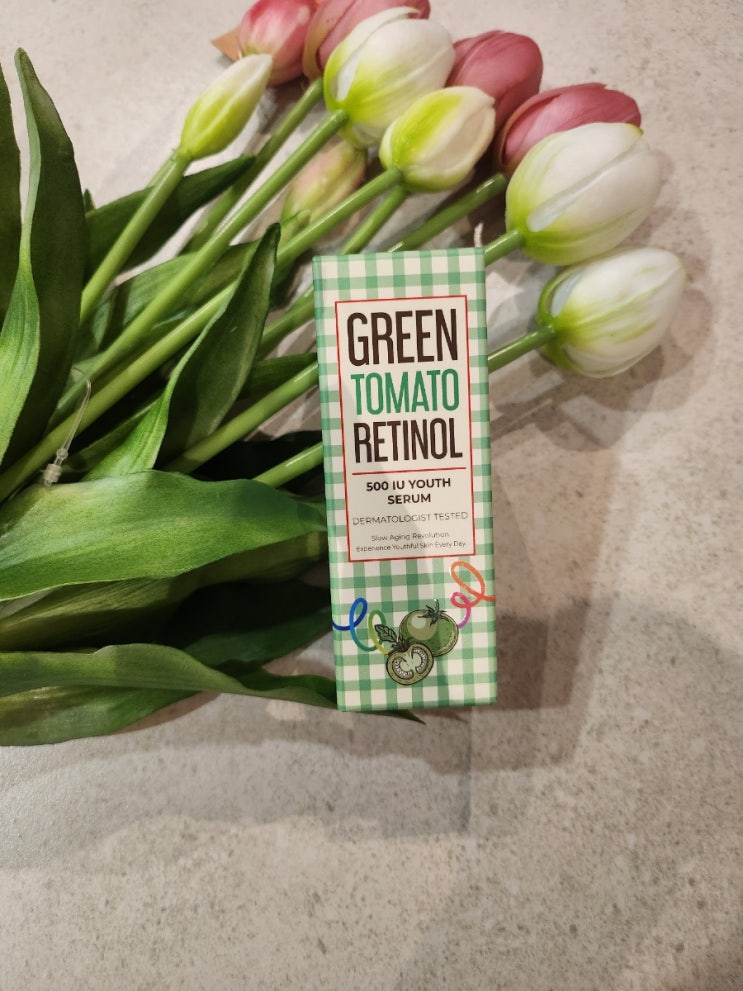 GREEN
TOMATO
RETINOL
500 IU YOUTH
SERUM
DERMATOLOGIST TESTED
Slow Aging Revolution,
Experience Youthful Skin Every Day.